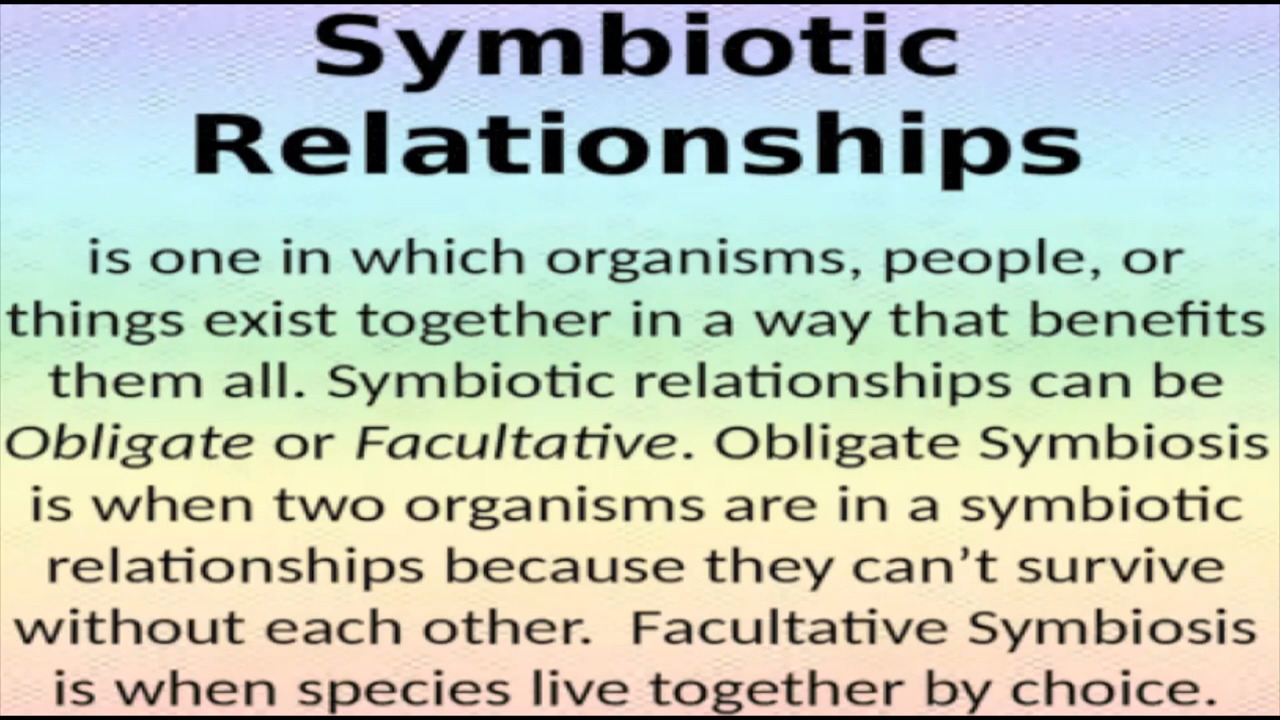 Symbiotic
Relationships
is one in which organisms, people, or
things exist together in a way that benefits
them all. Symbiotic relationships can be
Obligate or Facultative. Obligate Symbiosis
is when two organisms are in a symbiotic
relationships because they can’t survive
without each other.  Facultative Symbiosis
is when species live together by choice.